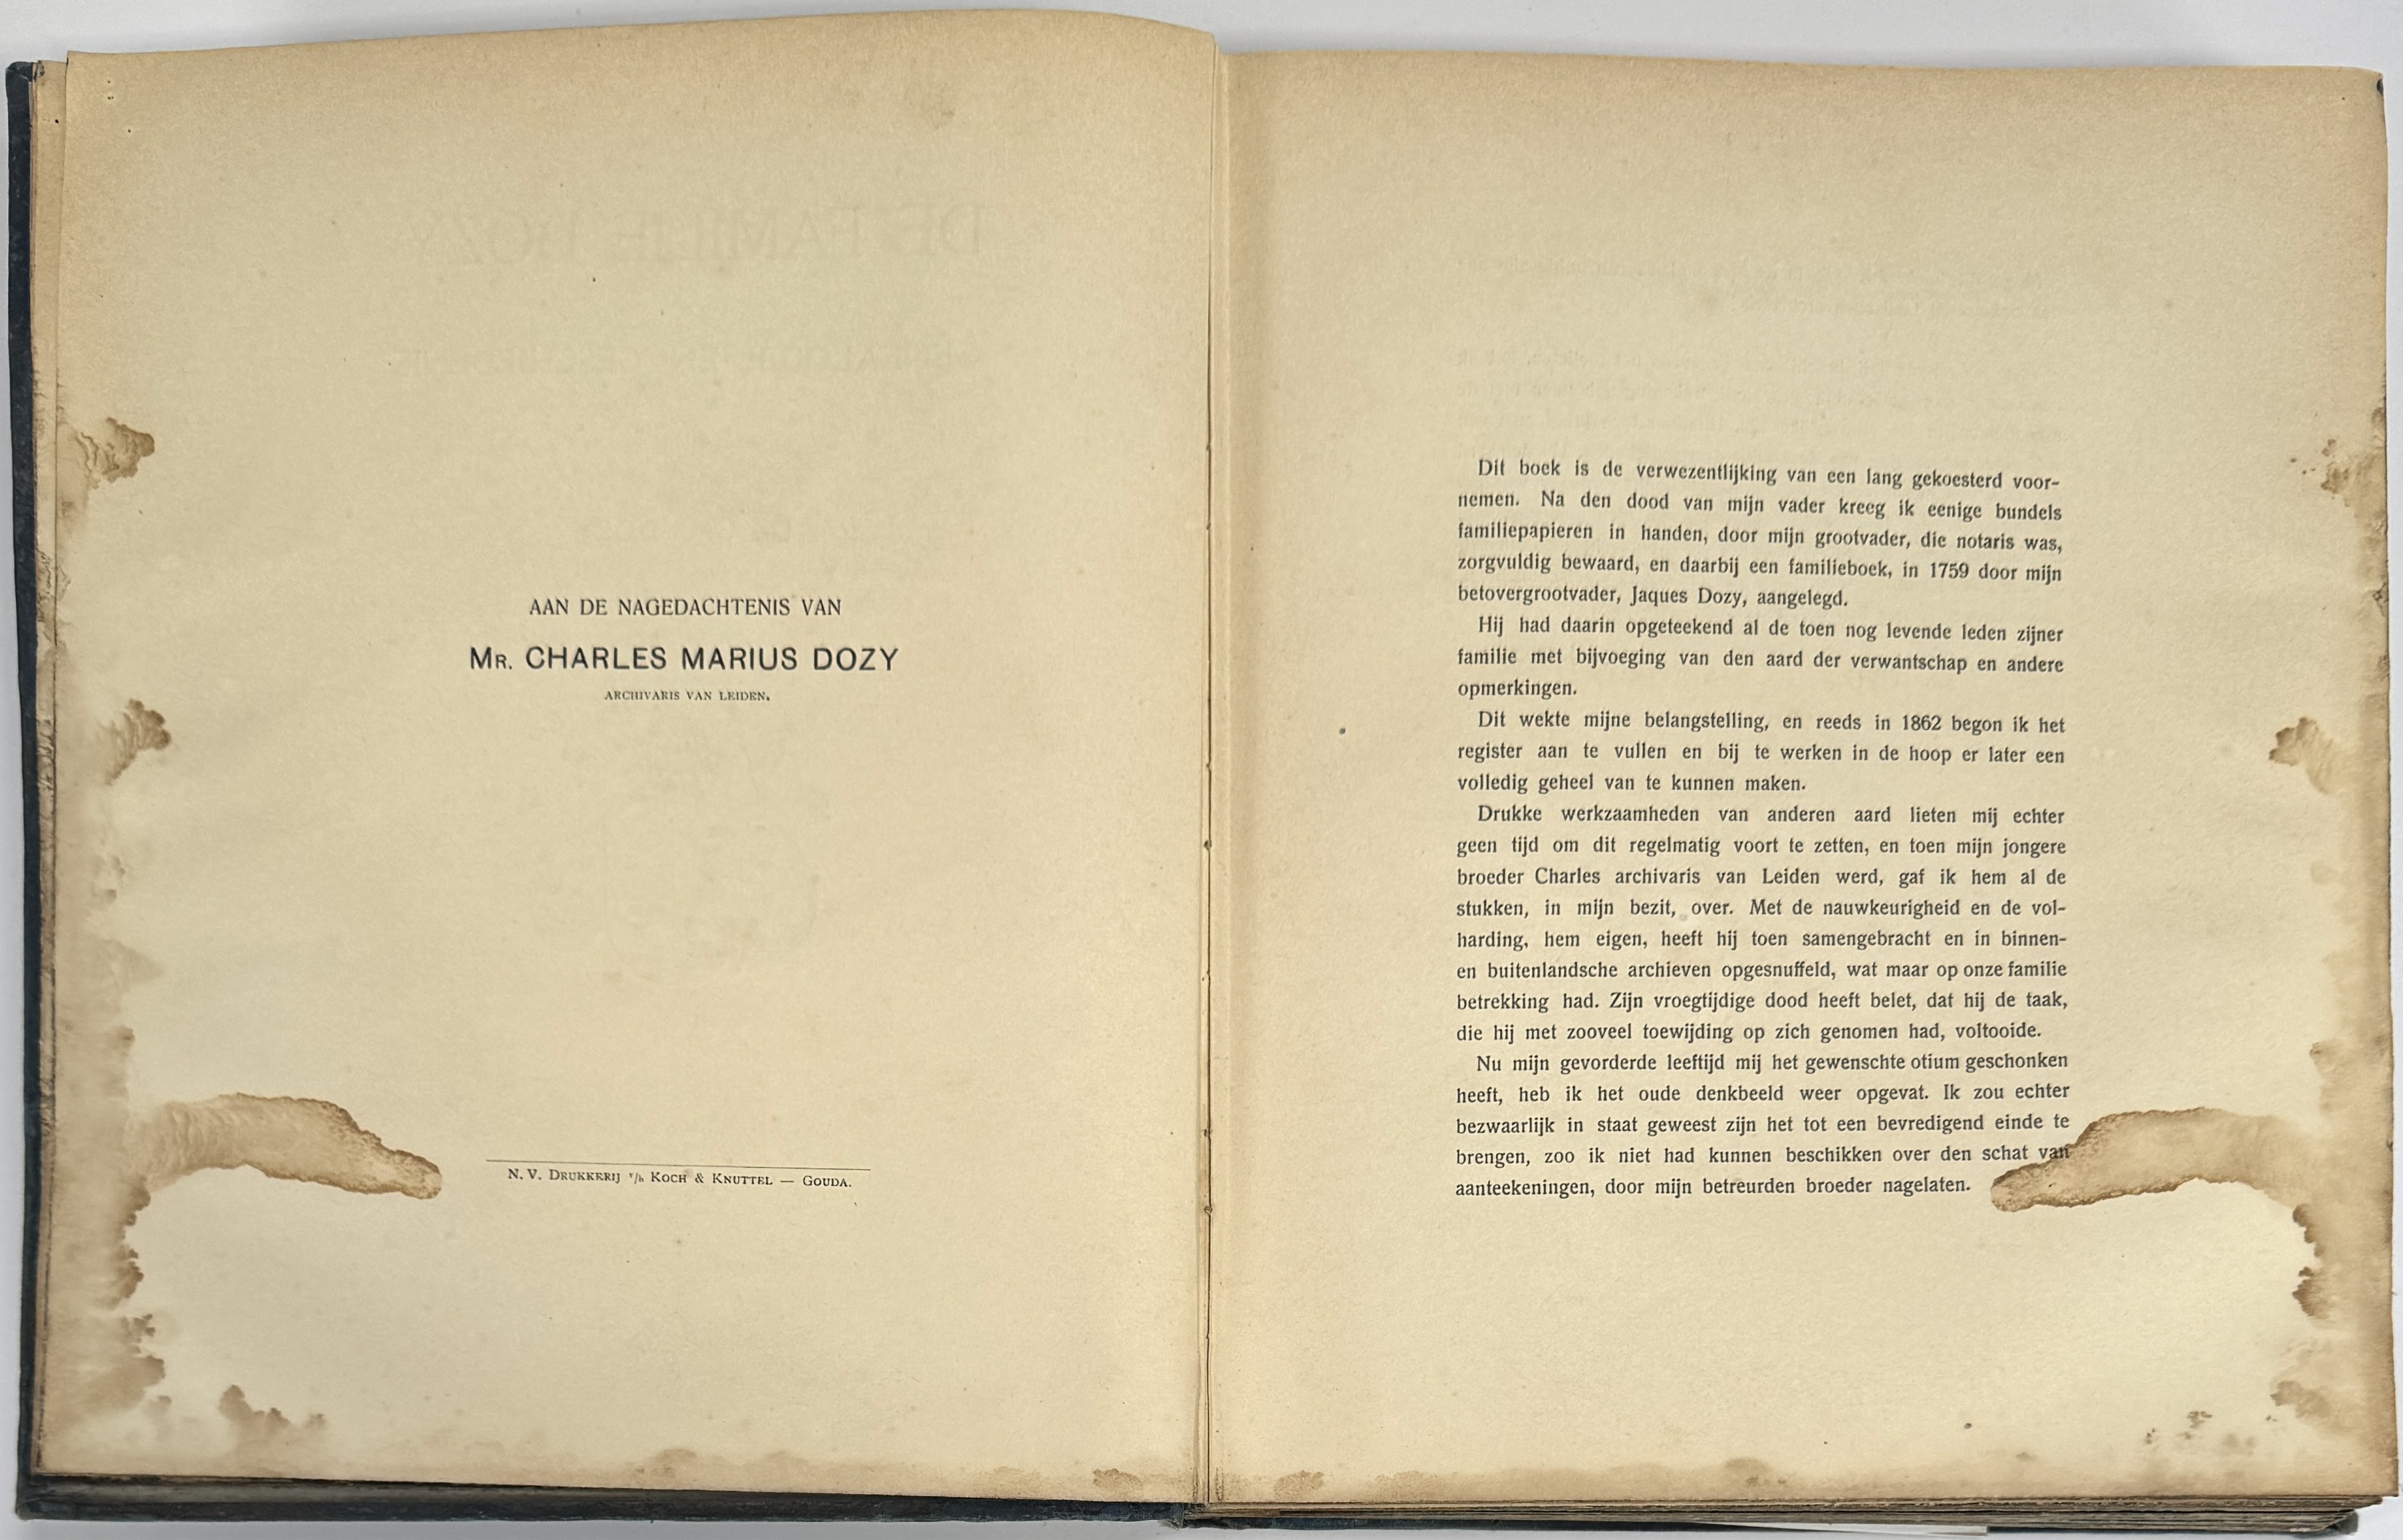 AAN DE NAGEDACHTENIS VAN
MR. CHARLES MARIUS DOZY
ARCHIVARIS VAN LEIDEN.
N. V. DRUKKERIJ v/h KOCH & KNUTTEL — GOUDA.
Dit boek is de verwezentlijking van een lang gekoesterd voor-
nemen. Na den dood van mijn vader kreeg ik eenige bundels
familiepapieren in handen, door mijn grootvader, die notaris was,
zorgvuldig bewaard, en daarbij een familieboek, in 1759 door mijn
betovergrootvader, Jaques Dozy, aangelegd.
Hij had daarin opgeteekend al de toen nog levende leden zijner
familie met bijvoeging van den aard der verwantschap en andere
opmerkingen.
Dit wekte mijne belangstelling, en reeds in 1862 begon ik het
register aan te vullen en bij te werken in de hoop er later een
volledig geheel van te kunnen maken.
Drukke werkzaamheden van anderen aard lieten mij echter
geen tijd om dit regelmatig voort te zetten, en toen mijn jongere
broeder Charles archivaris van Leiden werd, gaf ik hem al de
stukken, in mijn bezit, over. Met de nauwkeurigheid en de vol-
harding, hem eigen, heeft hij toen samengebracht en in binnen-
en buitenlandsche archieven opgesnuffeld, wat maar op onze familie
betrekking had. Zijn vroegtijdige dood heeft belet, dat hij de taak,
die hij met zooveel toewijding op zich genomen had, voltooide.
Nu mijn gevorderde leeftijd mij het gewenschte otium geschonken
heeft, heb ik het oude denkbeeld weer opgevat. Ik zou echter
bezwaarlijk in staat geweest zijn het tot een bevredigend einde te
brengen, zoo ik niet had kunnen beschikken over den schat van
aanteekeningen, door mijn betreurden broeder nagelaten.